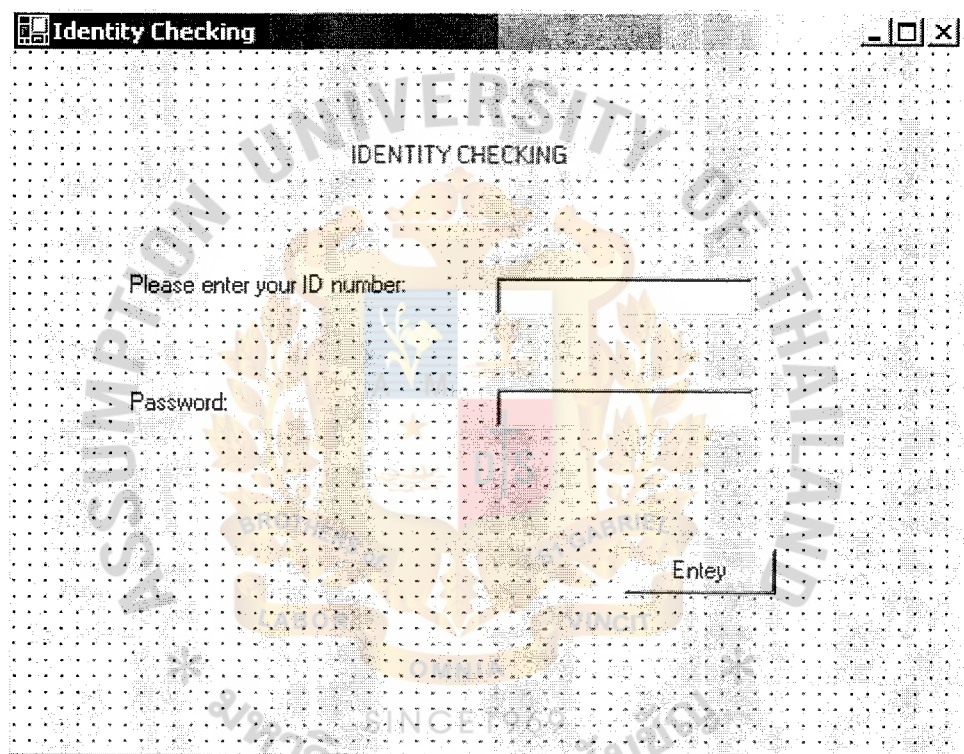 Identity Checking
ASSUMPTION UNIVERSITY OF THAILAND
IDENTITY CHECKING
Please enter your ID number:
A M
Password:
DS
BROTHERS OF ST GABRIEL
Entey
LABOR VINCIT
OMNIA
SINCE 1969